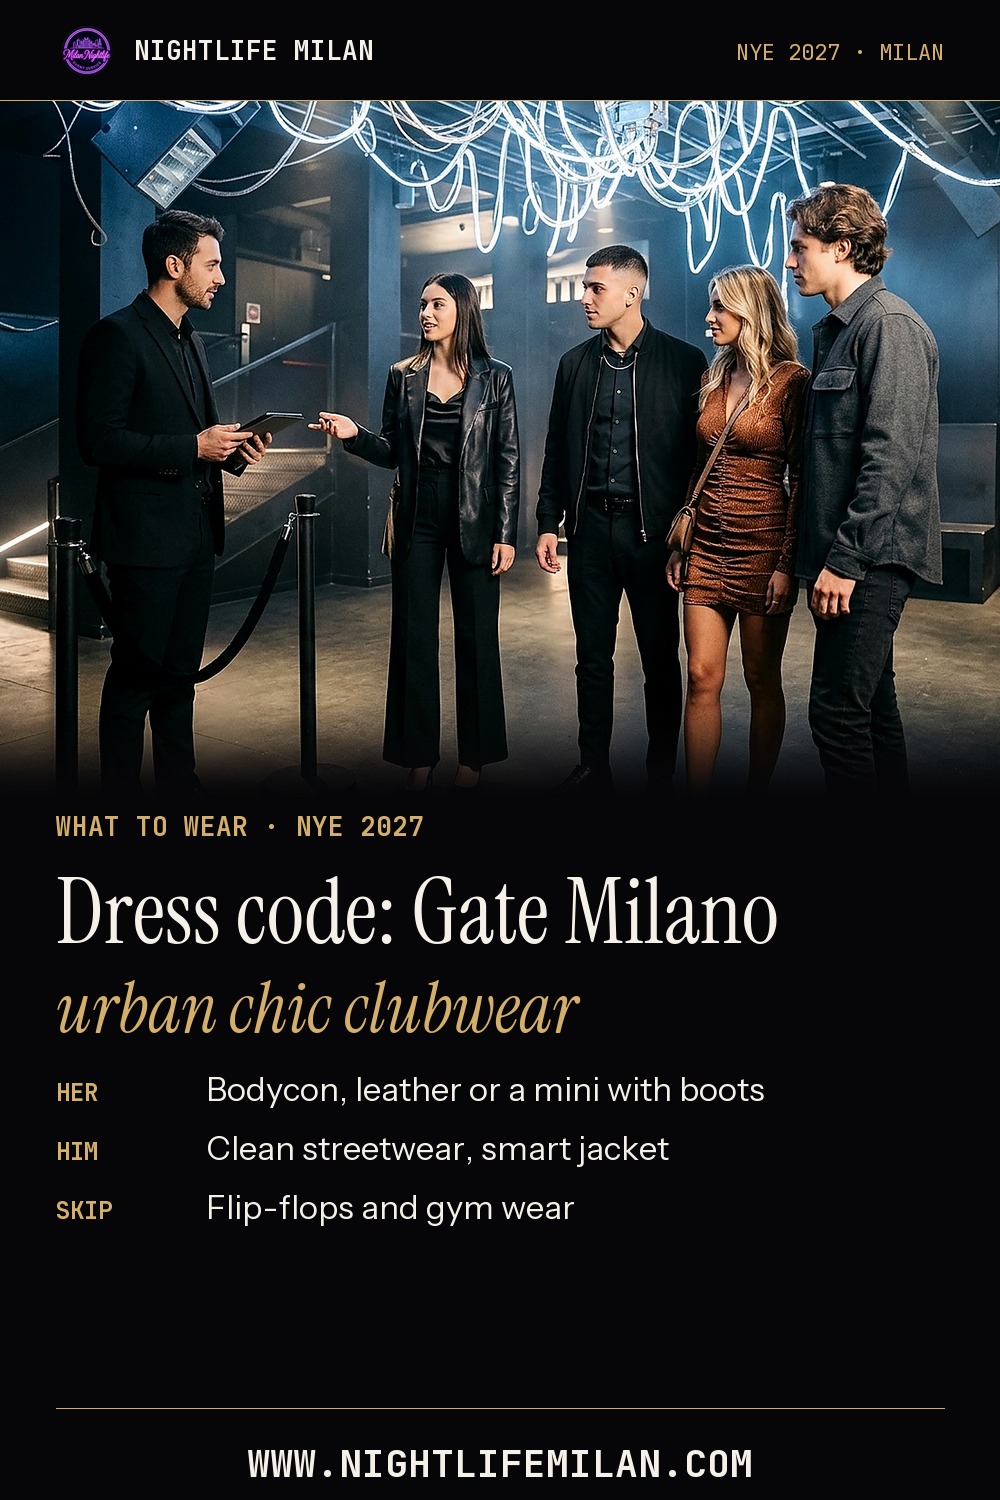 Milan Nightlife
NIGHTLIFE MILAN
NYE 2027 · MILAN
WHAT TO WEAR · NYE 2027
Dress code: Gate Milano
urban chic clubwear
HER Bodycon, leather or a mini with boots
HIM Clean streetwear, smart jacket
SKIP Flip-flops and gym wear
WWW.NIGHTLIFEMILAN.COM